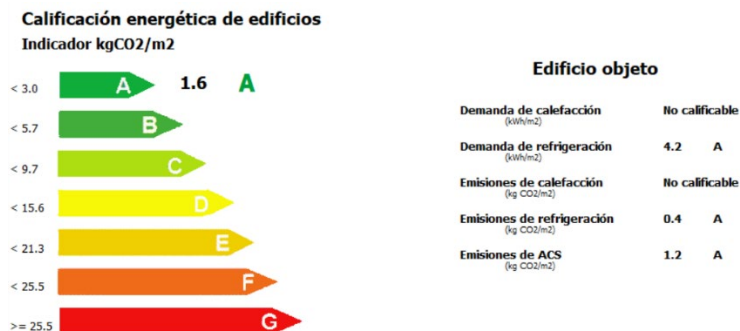 Calificación energética de edificios
Indicador kgCO2/m2
< 3.0 A 1.6 A
< 5.7 B
< 9.7 C
< 15.6 D
< 21.3 E
< 25.5 F
>= 25.5 G
Edificio objeto
Demanda de calefacción No calificable
(kWh/m2)
Demanda de refrigeración 4.2 A
(kWh/m2)
Emisiones de calefacción No calificable
(kg CO2/m2)
Emisiones de refrigeración 0.4 A
(kg CO2/m2)
Emisiones de ACS 1.2 A
(kg CO2/m2)